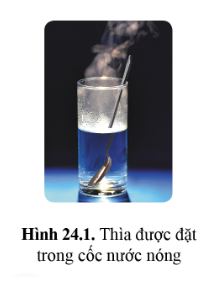 Hình 24.1. Thìa được đặt
trong cốc nước nóng